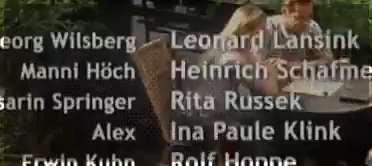 eorg Wilsberg Leonard Lansink
Manni Höch Heinrich Schafme
sarin Springer Rita Russek
Alex Ina Paule Klink
Erwin Kuhn Rolf Hoppe